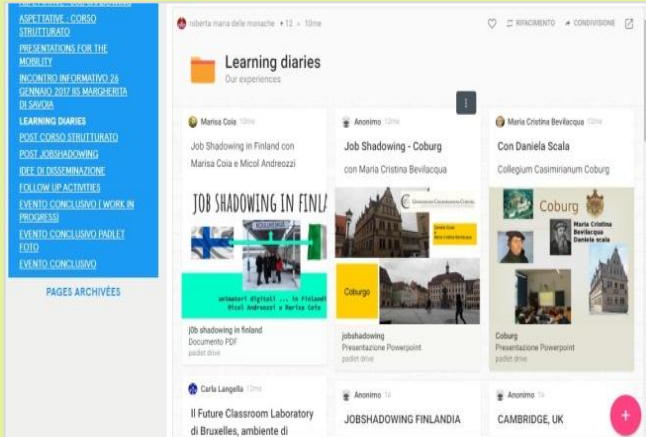 ASPETTATIVE : CORSO
STRUTTURATO
PRESENTATIONS FOR THE
MOBILITY
INCONTRO INFORMATIVO 26
GENNAIO 2017 IIS MARGHERITA
DI SAVOIA
LEARNING DIARIES
POST CORSO STRUTTURATO
POST JOBSHADOWING
IDEE DI DISSEMINAZIONE
FOLLOW UP ACTIVITIES
EVENTO CONCLUSIVO ( WORK IN
PROGRESS)
EVENTO CONCLUSIVO PADLET
FOTO
EVENTO CONCLUSIVO
PAGES ARCHIVÉES
roberta maria delle monache +12 • 10me
RIFACIMENTO
CONDIVISIONE
Learning diaries
Our experiences
Marisa Coia 10me
Job Shadowing in Finland con
Marisa Coia e Micol Andreozzi
JOB SHADOWING IN FINLA
animatori digitali ... in Finlandi
Micol Andreozzi e Marisa Coia
j0b shadowing in finland
Documento PDF
padlet drive
Anonimo 12me
Job Shadowing - Coburg
con Maria Cristina Bevilacqua
Coburgo
jobshadowing
Presentazione Powerpoint
padlet drive
Maria Cristina Bevilacqua 12me
Con Daniela Scala
Collegium Casimirianum Coburg
Coburg
Maria Cristina
Bevilacqua
Daniela scala
Coburg
Presentazione Powerpoint
padlet drive
Carla Langella 12me
Il Future Classroom Laboratory
di Bruxelles, ambiente di
Anonimo 1a
JOBSHADOWING FINLANDIA
Anonimo 1a
CAMBRIDGE, UK